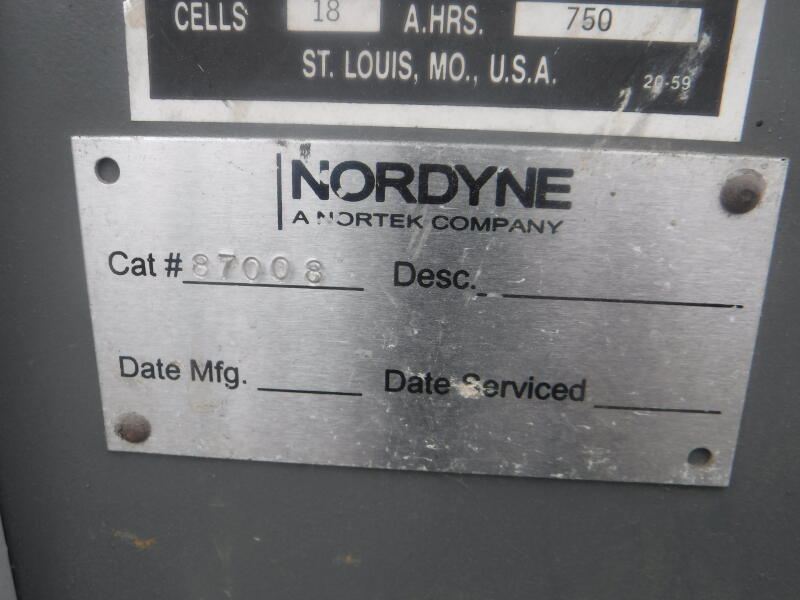 CELLS 18 A.HRS. 750
ST. LOUIS, MO., U.S.A. 20-59
NORDYNE
A NORTEK COMPANY
Cat # 87008 Desc.
Date Mfg. Date Serviced